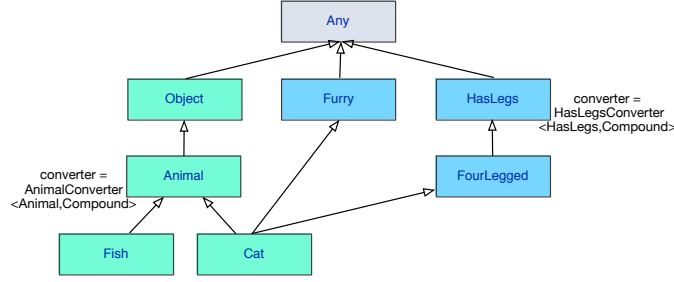 Any
Object
Furry
HasLegs
converter =
HasLegsConverter
<HasLegs,Compound>
converter =
AnimalConverter
<Animal,Compound>
Animal
FourLegged
Fish
Cat